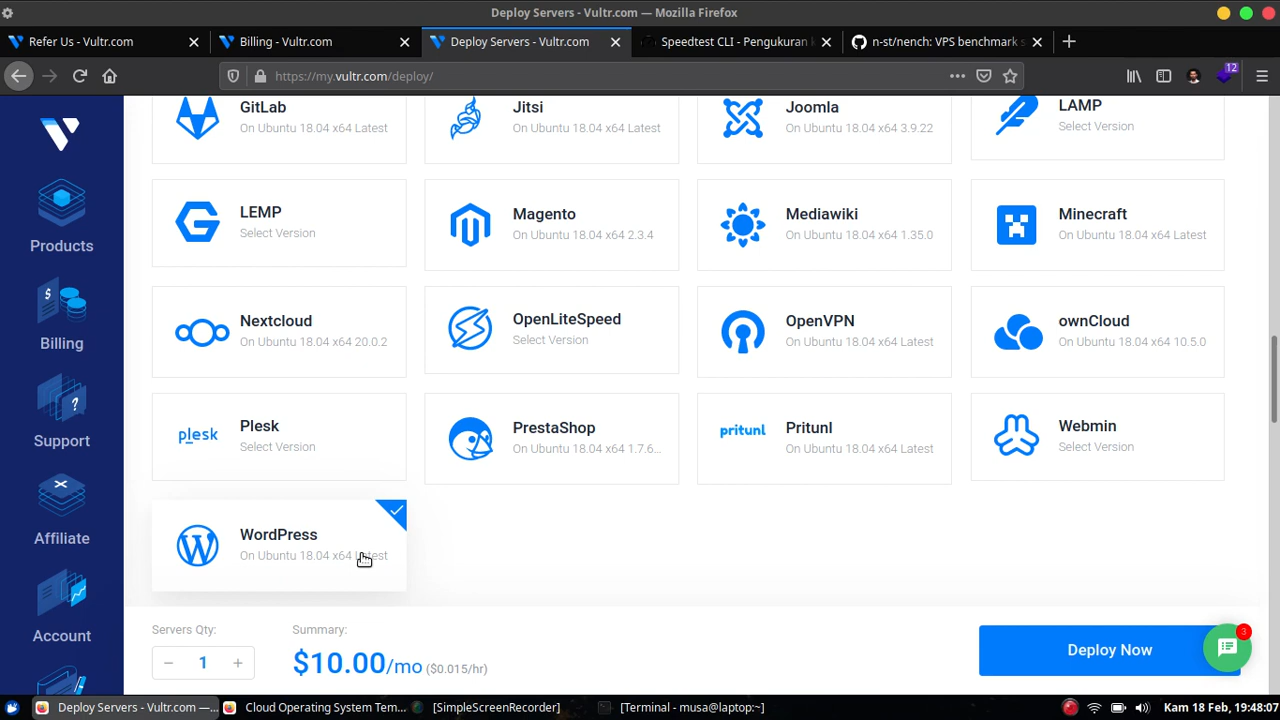 Deploy Servers - Vultr.com — Mozilla Firefox
Refer Us - Vultr.com
Billing - Vultr.com
Deploy Servers - Vultr.com
Speedtest CLI - Pengukuran
n-st/nench: VPS benchmark s
https://my.vultr.com/deploy/
12
Products
Billing
Support
Affiliate
Account
GitLab
On Ubuntu 18.04 x64 Latest
Jitsi
On Ubuntu 18.04 x64 Latest
Joomla
On Ubuntu 18.04 x64 3.9.22
LAMP
Select Version
LEMP
Select Version
Magento
On Ubuntu 18.04 x64 2.3.4
Mediawiki
On Ubuntu 18.04 x64 1.35.0
Minecraft
On Ubuntu 18.04 x64 Latest
Nextcloud
On Ubuntu 18.04 x64 20.0.2
OpenLiteSpeed
Select Version
OpenVPN
On Ubuntu 18.04 x64 Latest
ownCloud
On Ubuntu 18.04 x64 10.5.0
plesk
Plesk
Select Version
PrestaShop
On Ubuntu 18.04 x64 1.7.6...
pritunl
Pritunl
On Ubuntu 18.04 x64 Latest
Webmin
Select Version
WordPress
On Ubuntu 18.04 x64 Latest
Servers Qty:
1
Summary:
$10.00/mo ($0.015/hr)
Deploy Now
3
Deploy Servers - Vultr.com —...
Cloud Operating System Tem...
[SimpleScreenRecorder]
[Terminal - musa@laptop:~]
Kam 18 Feb, 19:48:07